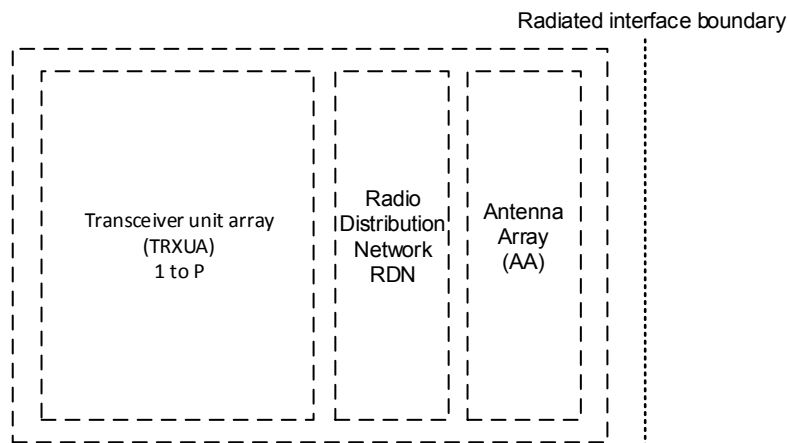 Radiated interface boundary
Transceiver unit array
(TRXUA)
1 to P
Radio
Distribution
Network
RDN
Antenna
Array
(AA)